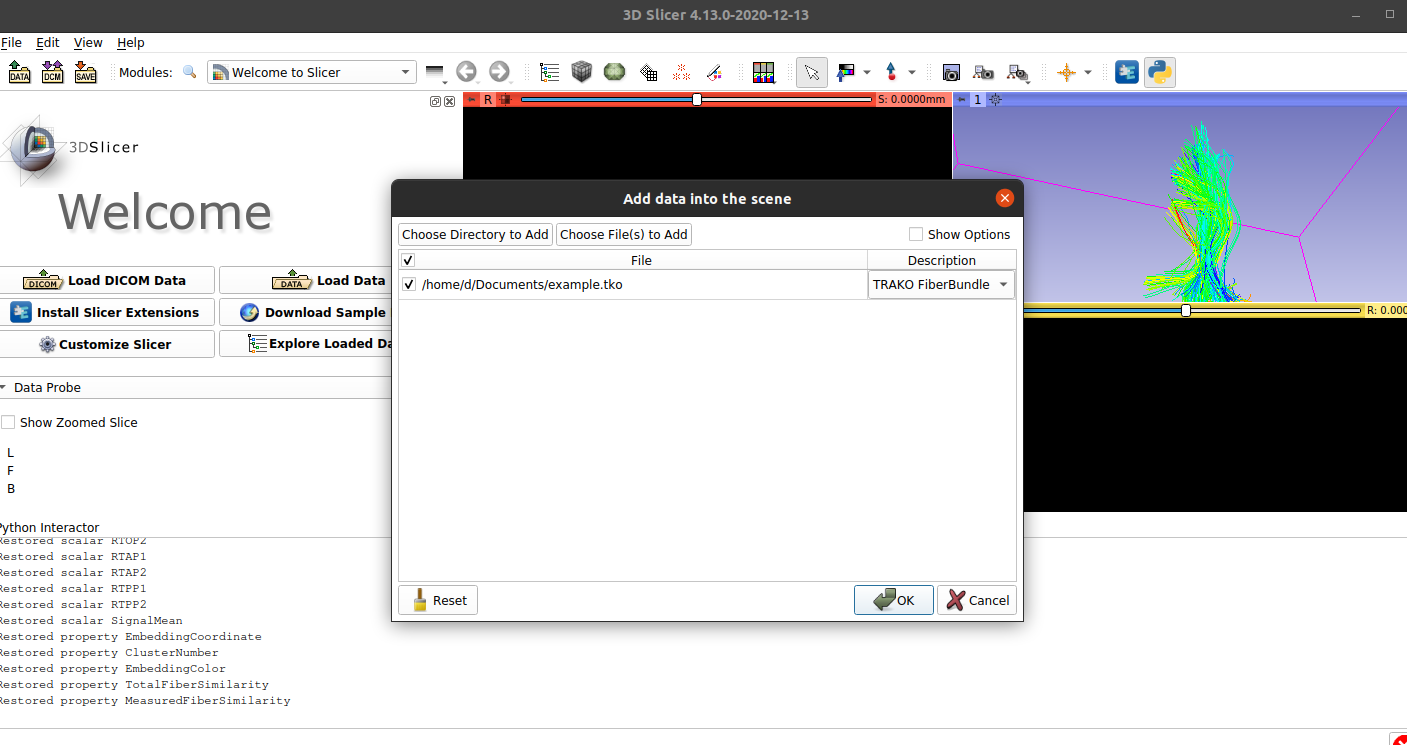 3D Slicer 4.13.0-2020-12-13
File Edit View Help
DATA DCM SAVE Modules: Welcome to Slicer
R S: 0.0000mm 1
3DSlicer
Welcome
Add data into the scene
Choose Directory to Add Choose File(s) to Add Show Options
File Description
/home/d/Documents/example.tko TRAKO FiberBundle
DICOM Load DICOM Data DATA Load Data
Install Slicer Extensions Download Sample
Customize Slicer Explore Loaded Da
R: 0.000
Data Probe
Show Zoomed Slice
L
F
B
Python Interactor
Restored scalar RTOP2
Restored scalar RTAP1
Restored scalar RTAP2
Restored scalar RTPP1
Restored scalar RTPP2
Restored scalar SignalMean
Restored property EmbeddingCoordinate
Restored property ClusterNumber
Restored property EmbeddingColor
Restored property TotalFiberSimilarity
Restored property MeasuredFiberSimilarity
Reset OK Cancel